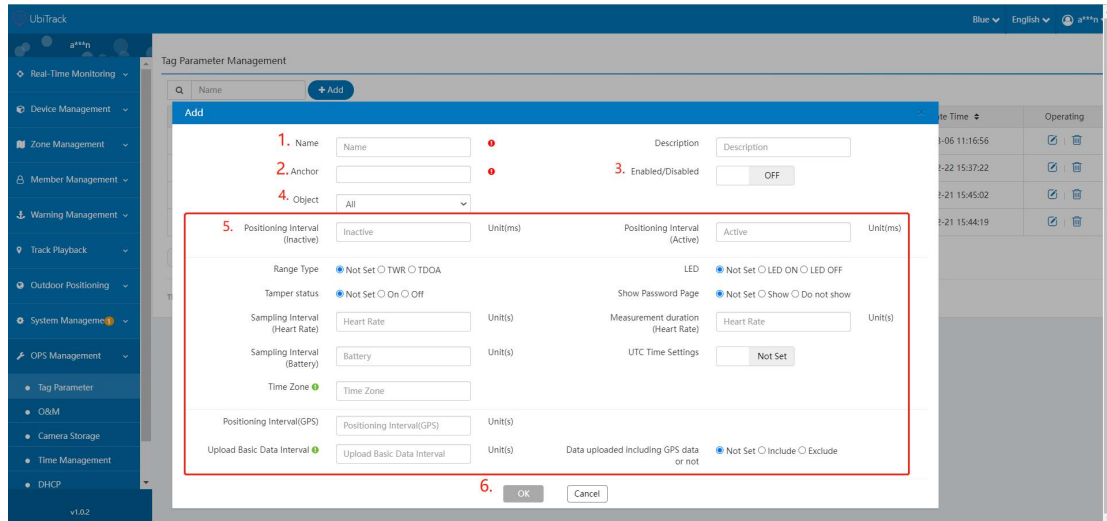 UbiTrack
Blue
English
a***n
a***n
Real-Time Monitoring
Device Management
Zone Management
Member Management
Warning Management
Track Playback
Outdoor Positioning
System Manageme
1
OPS Management
Tag Parameter
O&M
Camera Storage
Time Management
DHCP
v1.0.2
Tag Parameter Management
Name
+ Add
te Time
Operating
3-06 11:16:56
2-22 15:37:22
2-21 15:45:02
2-21 15:44:19
Add
1. Name
Name
Description
Description
2. Anchor
3. Enabled/Disabled
OFF
4. Object
All
5. Positioning Interval
(Inactive)
Inactive
Unit(ms)
Positioning Interval
(Active)
Active
Unit(ms)
Range Type
Not Set TWR TDOA
LED
Not Set LED ON LED OFF
Tamper status
Not Set On Off
Show Password Page
Not Set Show Do not show
Sampling Interval
(Heart Rate)
Heart Rate
Unit(s)
Measurement duration
(Heart Rate)
Heart Rate
Unit(s)
Sampling Interval
(Battery)
Battery
Unit(s)
UTC Time Settings
Not Set
Time Zone
Time Zone
Positioning Interval(GPS)
Positioning Interval(GPS)
Unit(s)
Upload Basic Data Interval
Upload Basic Data Interval
Unit(s)
Data uploaded including GPS data
or not
Not Set Include Exclude
6. OK
Cancel